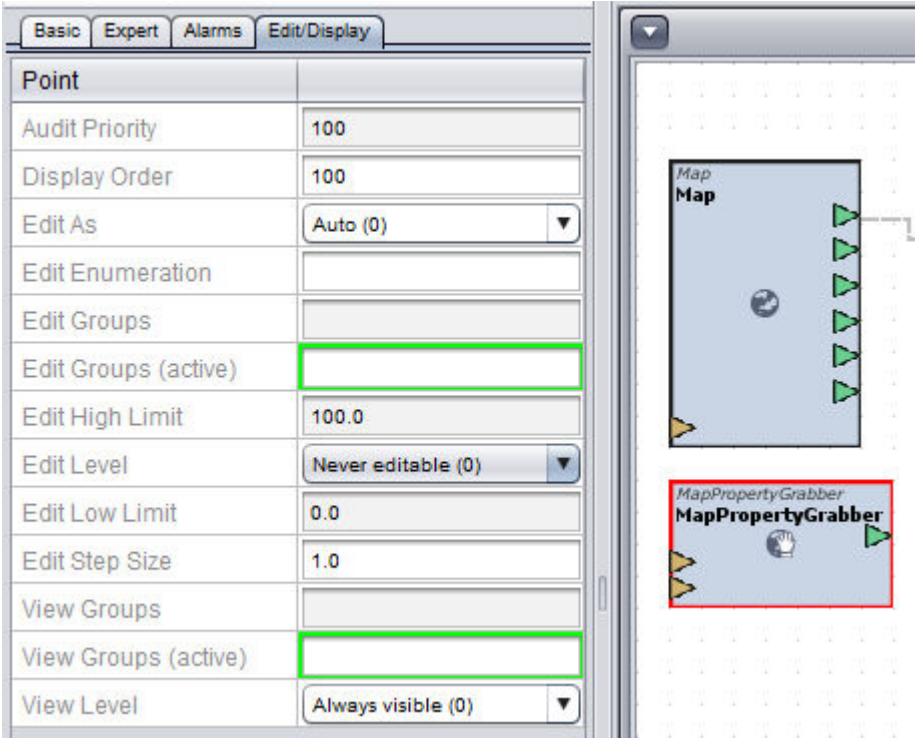 Basic Expert Alarms Edit/Display
Point
Audit Priority 100
Display Order 100
Edit As Auto (0)
Edit Enumeration
Edit Groups
Edit Groups (active)
Edit High Limit 100.0
Edit Level Never editable (0)
Edit Low Limit 0.0
Edit Step Size 1.0
View Groups
View Groups (active)
View Level Always visible (0)
Map
Map
MapPropertyGrabber
MapPropertyGrabber